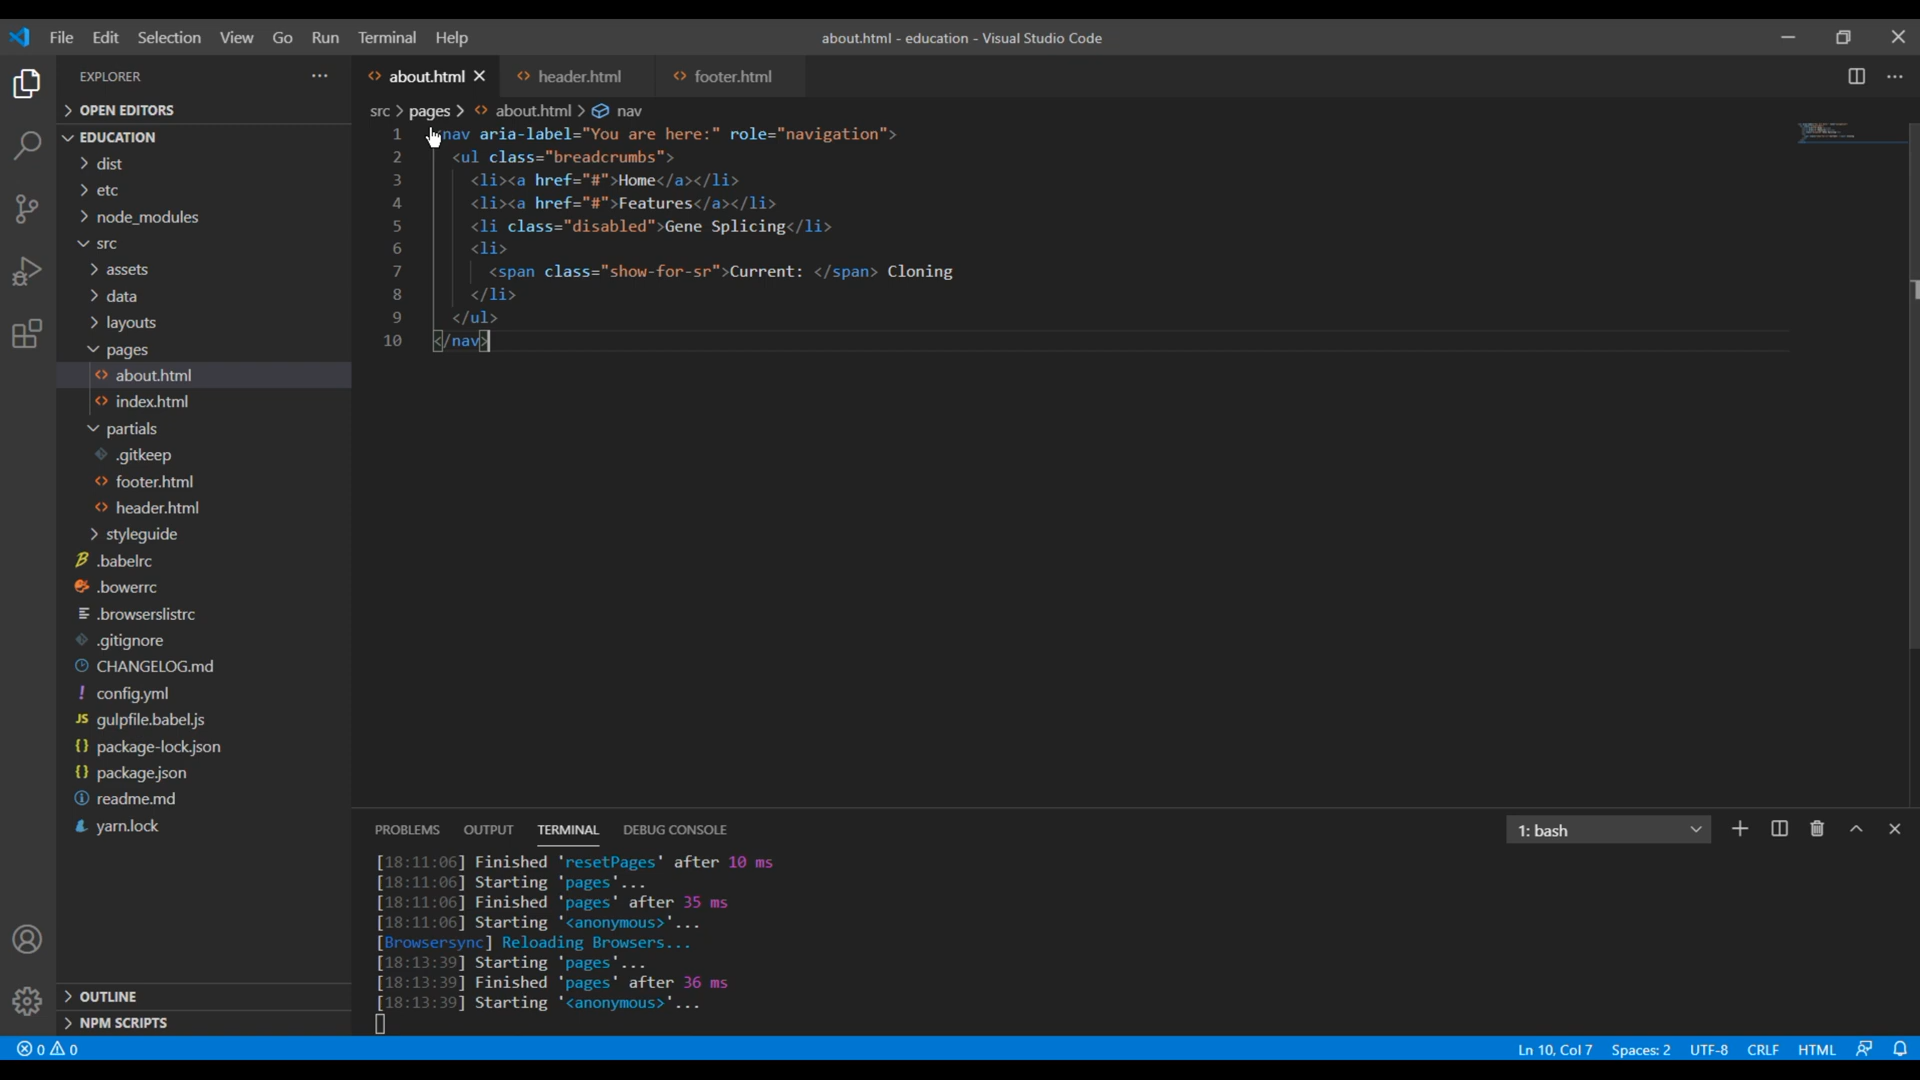 File Edit Selection View Go Run Terminal Help
about.html - education - Visual Studio Code
EXPLORER
OPEN EDITORS
EDUCATION
dist
etc
node_modules
src
assets
data
layouts
pages
about.html
index.html
partials
.gitkeep
footer.html
header.html
styleguide
.babelrc
.bowerrc
.browserslistrc
.gitignore
CHANGELOG.md
config.yml
JS gulpfile.babel.js
package-lock.json
package.json
readme.md
yarn.lock
OUTLINE
NPM SCRIPTS
about.html header.html footer.html
src > pages > about.html > nav
1 <nav aria-label="You are here:" role="navigation">
2 <ul class="breadcrumbs">
3 <li><a href="#">Home</a></li>
4 <li><a href="#">Features</a></li>
5 <li class="disabled">Gene Splicing</li>
6 <li>
7 <span class="show-for-sr">Current: </span> Cloning
8 </li>
9 </ul>
10 </nav>
PROBLEMS OUTPUT TERMINAL DEBUG CONSOLE
1: bash
[18:11:06] Finished 'resetPages' after 10 ms
[18:11:06] Starting 'pages'...
[18:11:06] Finished 'pages' after 35 ms
[18:11:06] Starting '<anonymous>'...
[Browsersync] Reloading Browsers...
[18:13:39] Starting 'pages'...
[18:13:39] Finished 'pages' after 36 ms
[18:13:39] Starting '<anonymous>'...
0 0
Ln 10, Col 7 Spaces: 2 UTF-8 CRLF HTML